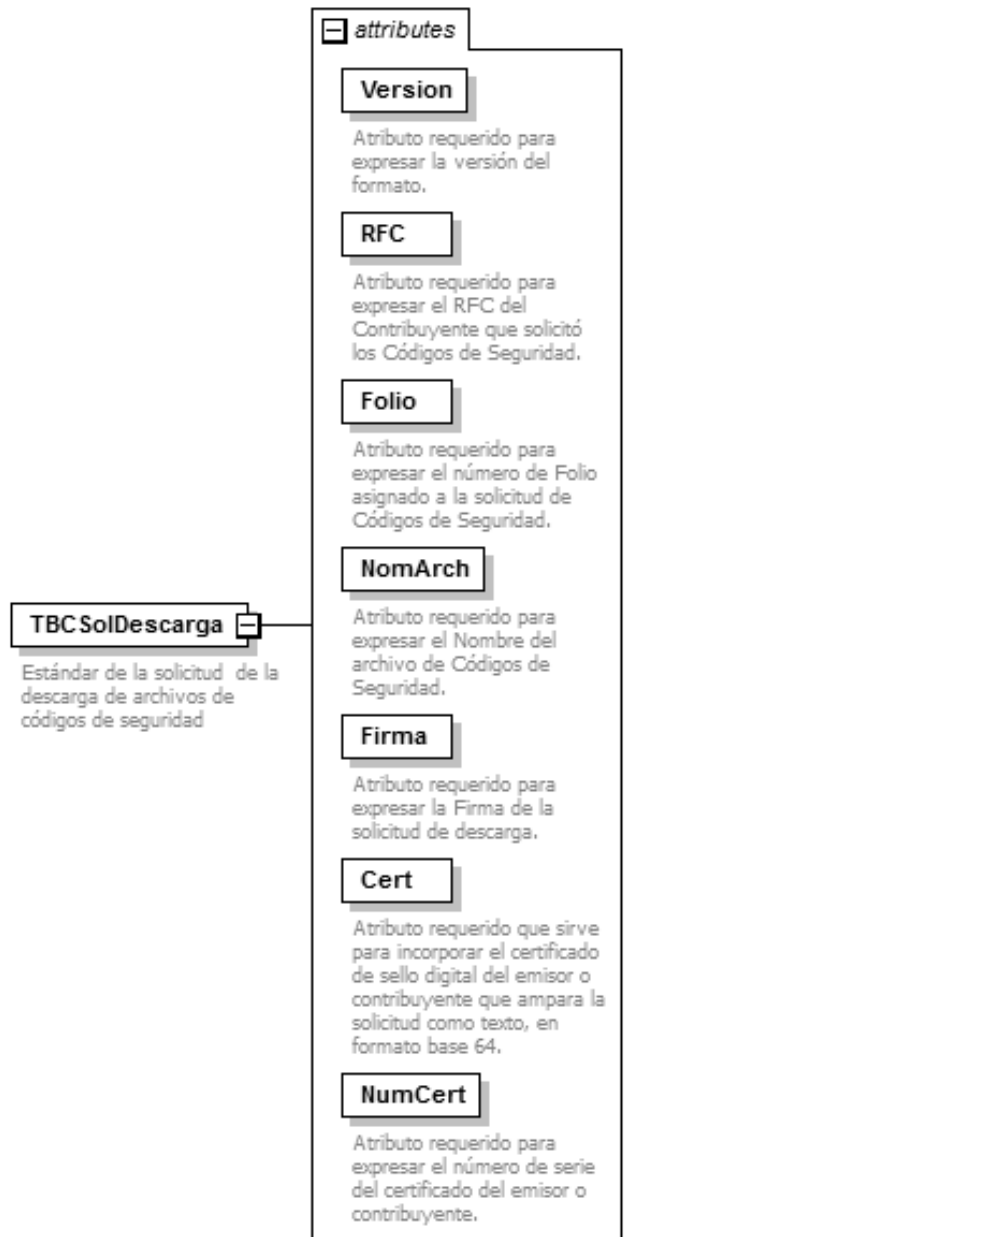 attributes
Version
Atributo requerido para
expresar la versión del
formato.
RFC
Atributo requerido para
expresar el RFC del
Contribuyente que solicitó
los Códigos de Seguridad.
Folio
Atributo requerido para
expresar el número de Folio
asignado a la solicitud de
Códigos de Seguridad.
NomArch
Atributo requerido para
expresar el Nombre del
archivo de Códigos de
Seguridad.
TBCSolDescarga
Estándar de la solicitud de la
descarga de archivos de
códigos de seguridad
Firma
Atributo requerido para
expresar la Firma de la
solicitud de descarga.
Cert
Atributo requerido que sirve
para incorporar el certificado
de sello digital del emisor o
contribuyente que ampara la
solicitud como texto, en
formato base 64.
NumCert
Atributo requerido para
expresar el número de serie
del certificado del emisor o
contribuyente.